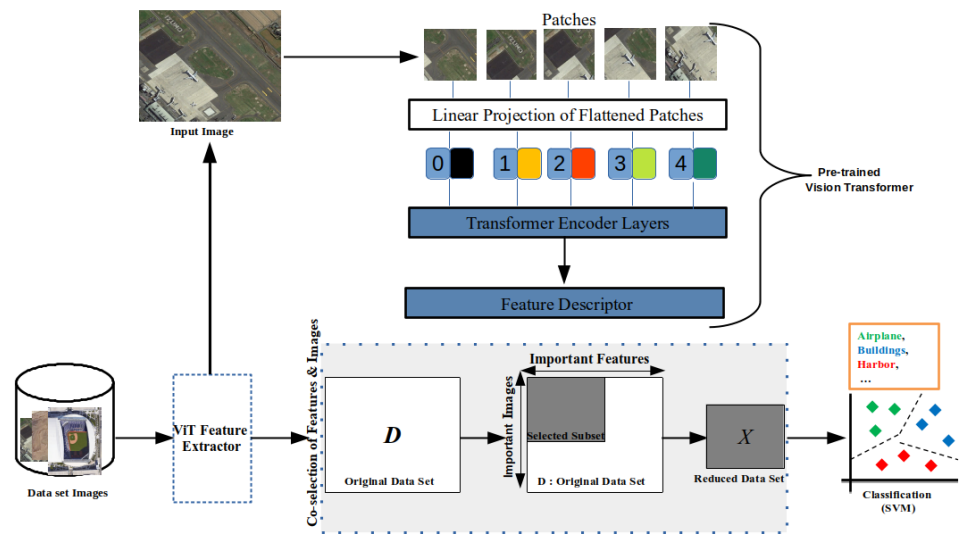 Patches
Input Image
Linear Projection of Flattened Patches
0 1 2 3 4
Pre-trained
Vision Transformer
Transformer Encoder Layers
Feature Descriptor
Data set Images
ViT Feature
Extractor
Co-selection of Features & Images
D
Original Data Set
Important Features
Important Images
Selected Subset
D : Original Data Set
X
Reduced Data Set
Airplane,
Buildings,
Harbor,
...
Classification
(SVM)